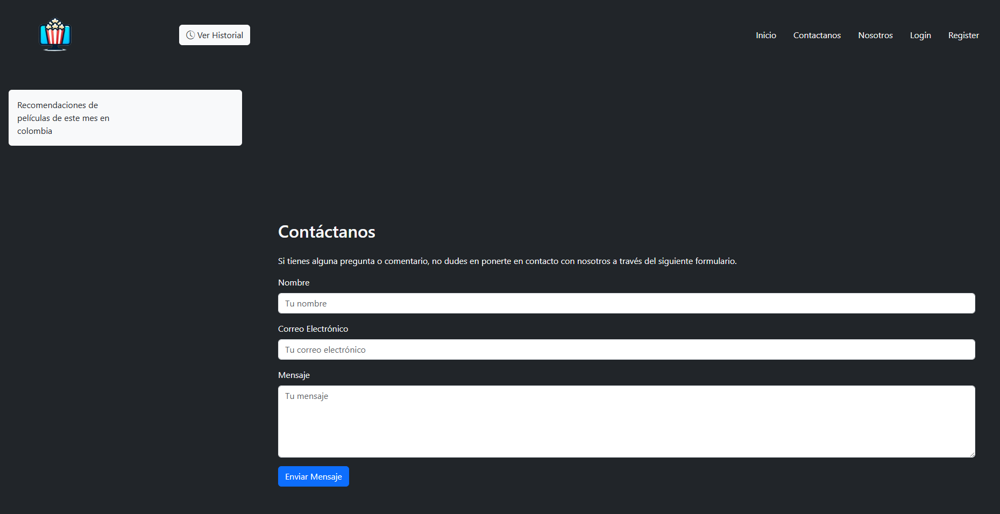 Ver Historial
Inicio
Contactanos
Nosotros
Login
Register
Recomendaciones de
películas de este mes en
colombia
Contáctanos
Si tienes alguna pregunta o comentario, no dudes en ponerte en contacto con nosotros a través del siguiente formulario.
Nombre
Tu nombre
Correo Electrónico
Tu correo electrónico
Mensaje
Tu mensaje
Enviar Mensaje